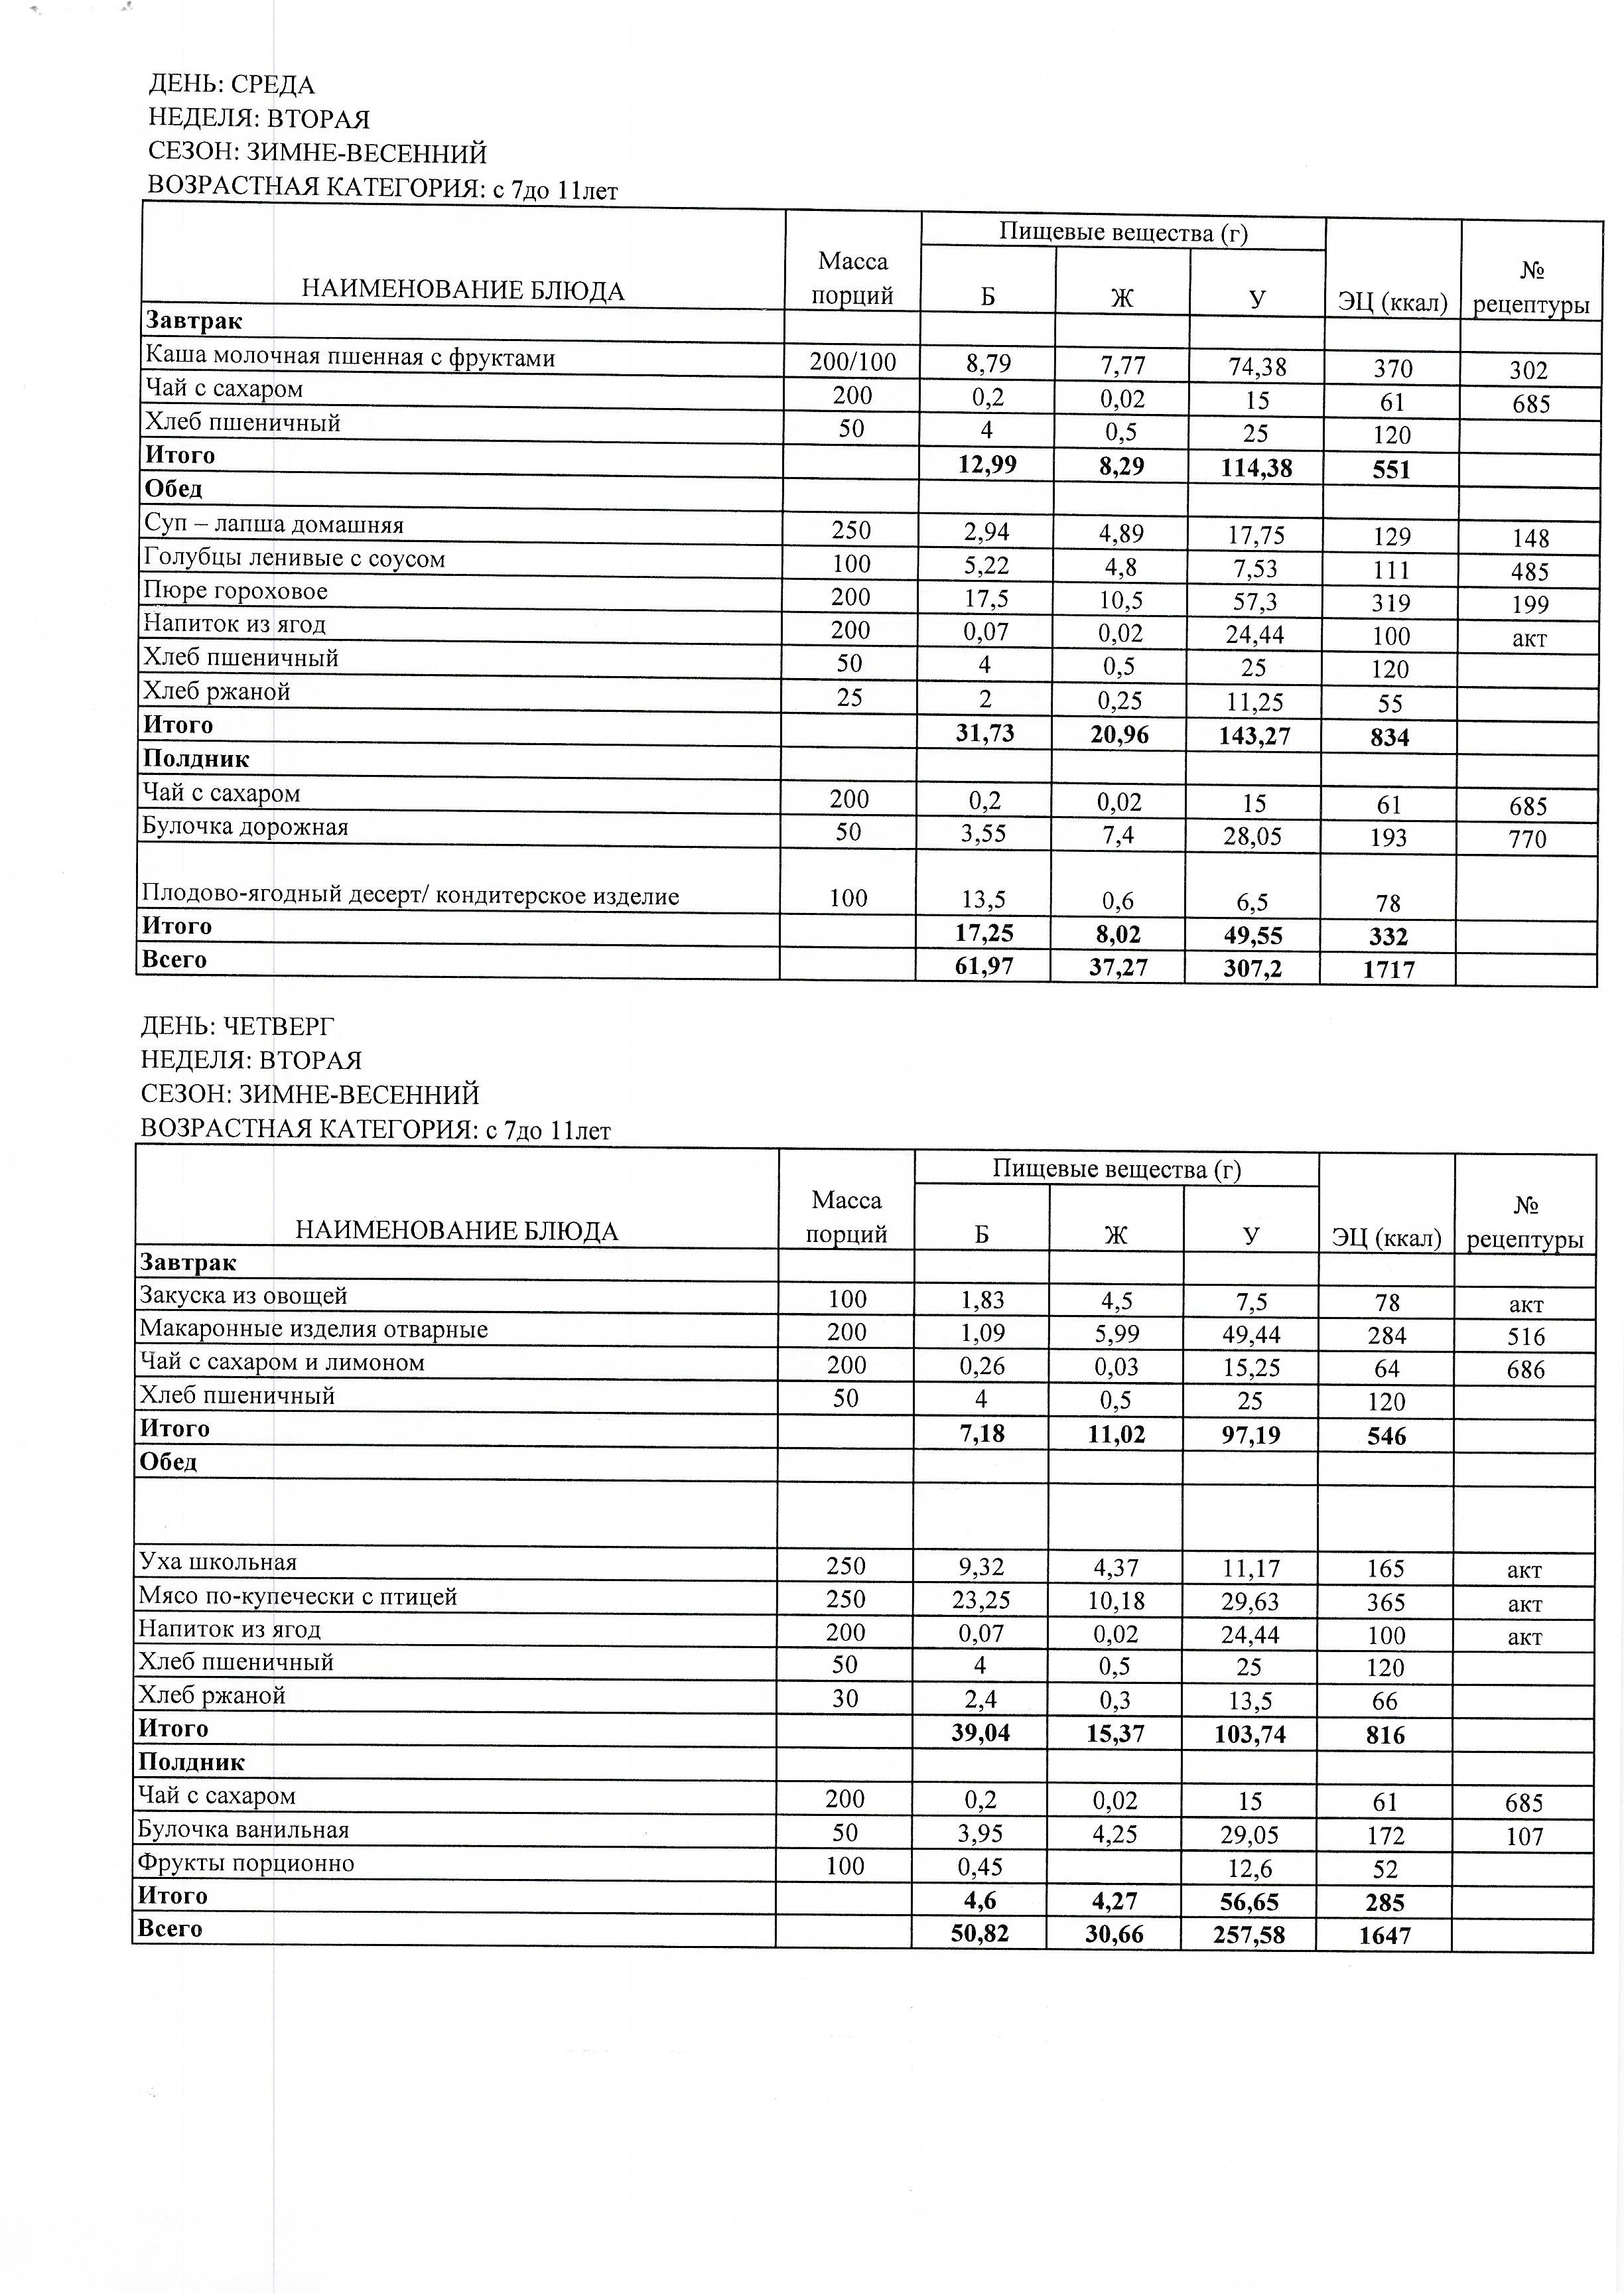 ДЕНЬ: СРЕДА
НЕДЕЛЯ: ВТОРАЯ
СЕЗОН: ЗИМНЕ-ВЕСЕННИЙ
ВОЗРАСТНАЯ КАТЕГОРИЯ: с 7до 11лет
НАИМЕНОВАНИЕ БЛЮДА Масса порций Пищевые вещества (г) Б Ж У ЭЦ (ккал) № рецептуры
Завтрак
Каша молочная пшенная с фруктами 200/100 8,79 7,77 74,38 370 302
Чай с сахаром 200 0,2 0,02 15 61 685
Хлеб пшеничный 50 4 0,5 25 120
Итого 12,99 8,29 114,38 551
Обед
Суп – лапша домашняя 250 2,94 4,89 17,75 129 148
Голубцы ленивые с соусом 100 5,22 4,8 7,53 111 485
Пюре гороховое 200 17,5 10,5 57,3 319 199
Напиток из ягод 200 0,07 0,02 24,44 100 акт
Хлеб пшеничный 50 4 0,5 25 120
Хлеб ржаной 25 2 0,25 11,25 55
Итого 31,73 20,96 143,27 834
Полдник
Чай с сахаром 200 0,2 0,02 15 61 685
Булочка дорожная 50 3,55 7,4 28,05 193 770
Плодово-ягодный десерт/ кондитерское изделие 100 13,5 0,6 6,5 78
Итого 17,25 8,02 49,55 332
Всего 61,97 37,27 307,2 1717
ДЕНЬ: ЧЕТВЕРГ
НЕДЕЛЯ: ВТОРАЯ
СЕЗОН: ЗИМНЕ-ВЕСЕННИЙ
ВОЗРАСТНАЯ КАТЕГОРИЯ: с 7до 11лет
НАИМЕНОВАНИЕ БЛЮДА Масса порций Пищевые вещества (г) Б Ж У ЭЦ (ккал) № рецептуры
Завтрак
Закуска из овощей 100 1,83 4,5 7,5 78 акт
Макаронные изделия отварные 200 1,09 5,99 49,44 284 516
Чай с сахаром и лимоном 200 0,26 0,03 15,25 64 686
Хлеб пшеничный 50 4 0,5 25 120
Итого 7,18 11,02 97,19 546
Обед
Уха школьная 250 9,32 4,37 11,17 165 акт
Мясо по-купечески с птицей 250 23,25 10,18 29,63 365 акт
Напиток из ягод 200 0,07 0,02 24,44 100 акт
Хлеб пшеничный 50 4 0,5 25 120
Хлеб ржаной 30 2,4 0,3 13,5 66
Итого 39,04 15,37 103,74 816
Полдник
Чай с сахаром 200 0,2 0,02 15 61 685
Булочка ванильная 50 3,95 4,25 29,05 172 107
Фрукты порционно 100 0,45 12,6 52
Итого 4,6 4,27 56,65 285
Всего 50,82 30,66 257,58 1647